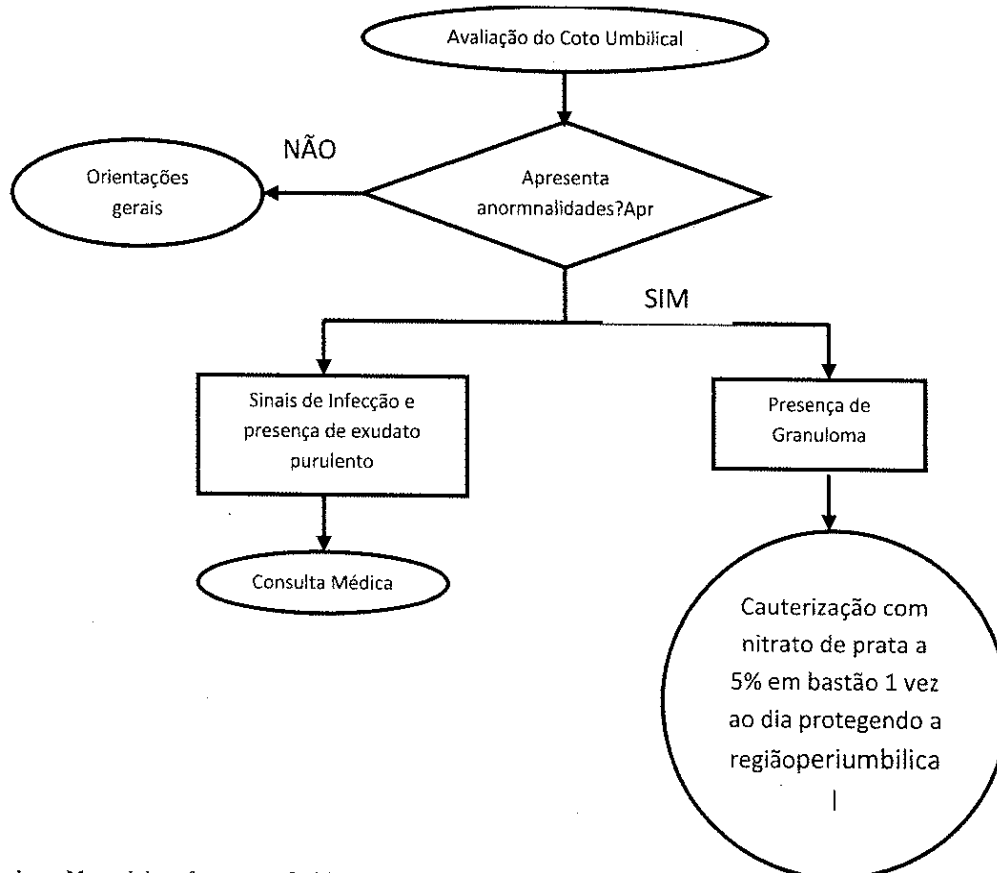 Avaliação do Coto Umbilical
NÃO
Orientações
gerais
Apresenta
anormnalidades?Apr
SIM
Sinais de Infecção e
presença de exudato
purulento
Presença de
Granuloma
Consulta Médica
Cauterização com
nitrato de prata a
5% em bastão 1 vez
ao dia protegendo a
regiãoperiumbilica
l